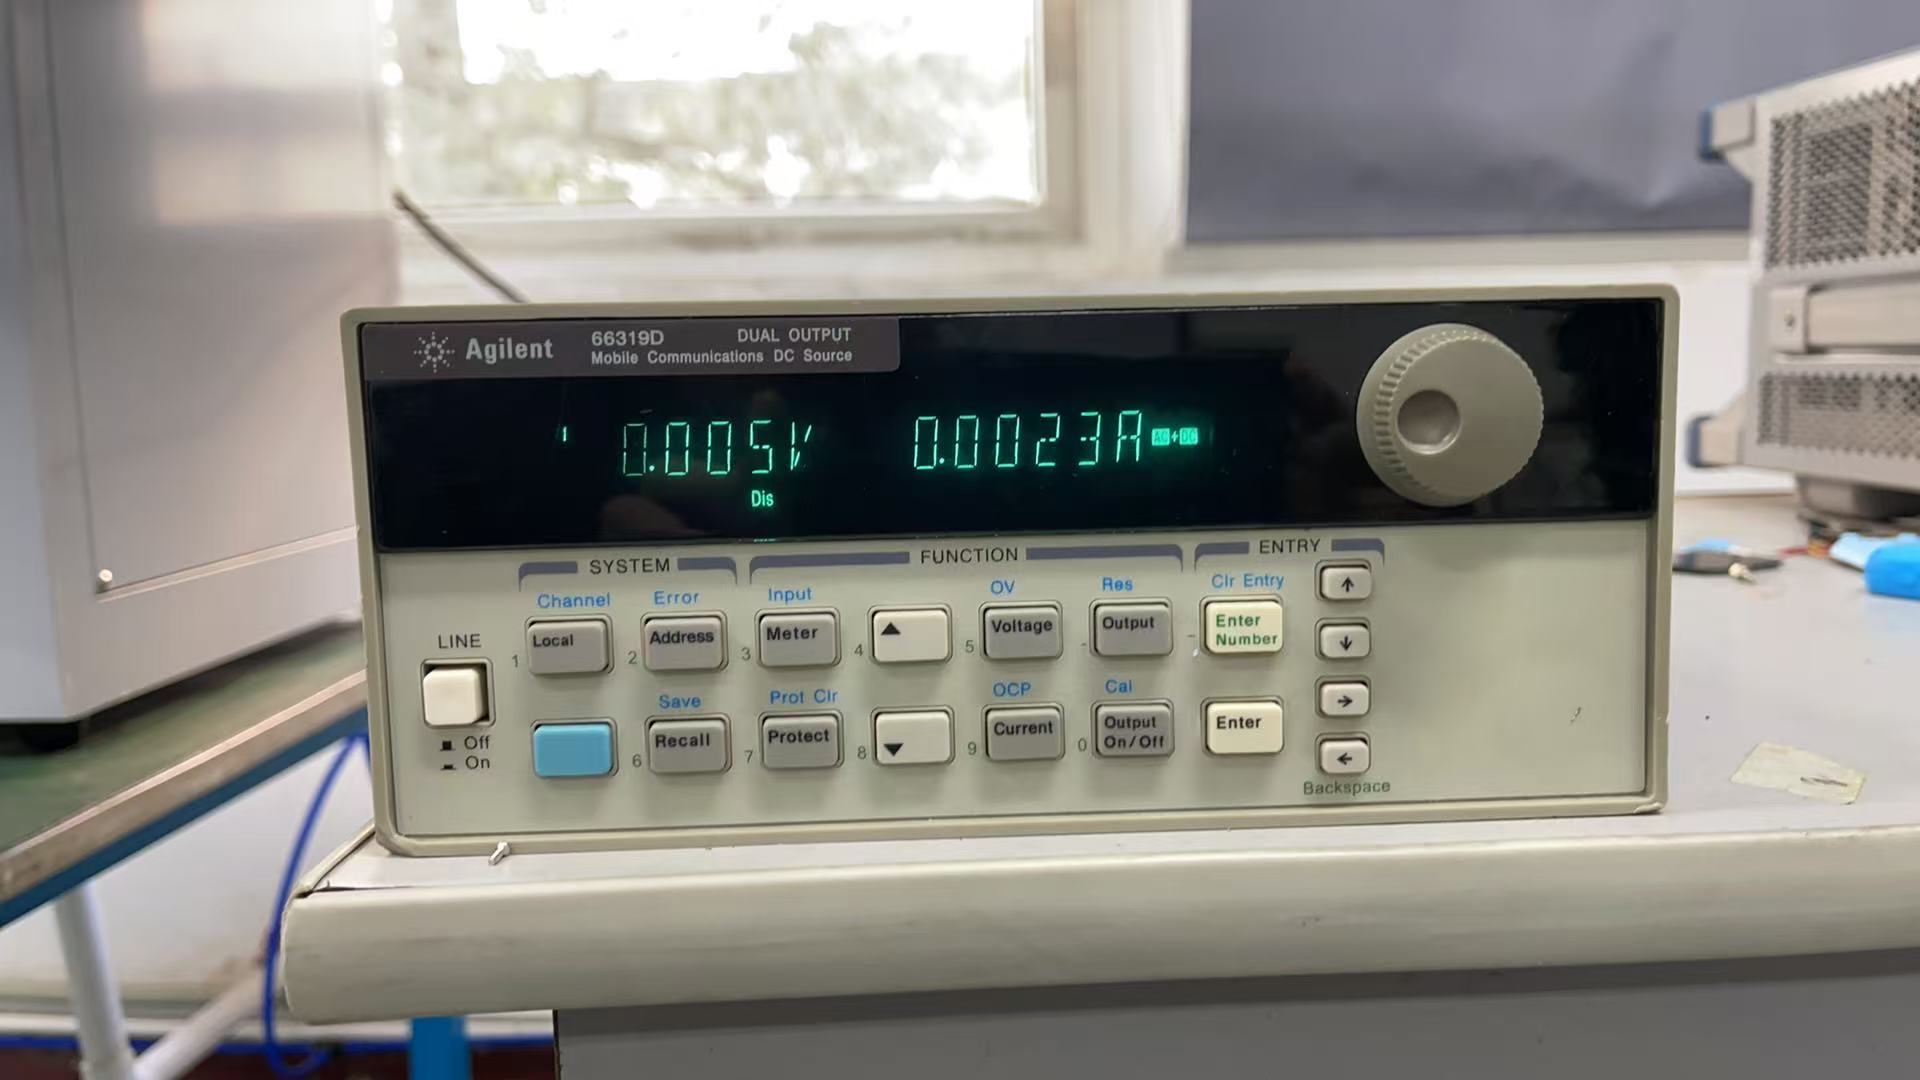 Agilent 66319D DUAL OUTPUT
Mobile Communications DC Source
1 0.005V 0.0023A AC+DC
Dis
SYSTEM FUNCTION ENTRY
Channel Error Input OV Res Clr Entry
LINE
Local Address Meter Voltage Output Enter Number
1 2 3 4 5 - -
Save Prot Clr OCP Cal
Off
On
Recall Protect Current Output On/Off Enter
6 7 8 9 0
Backspace